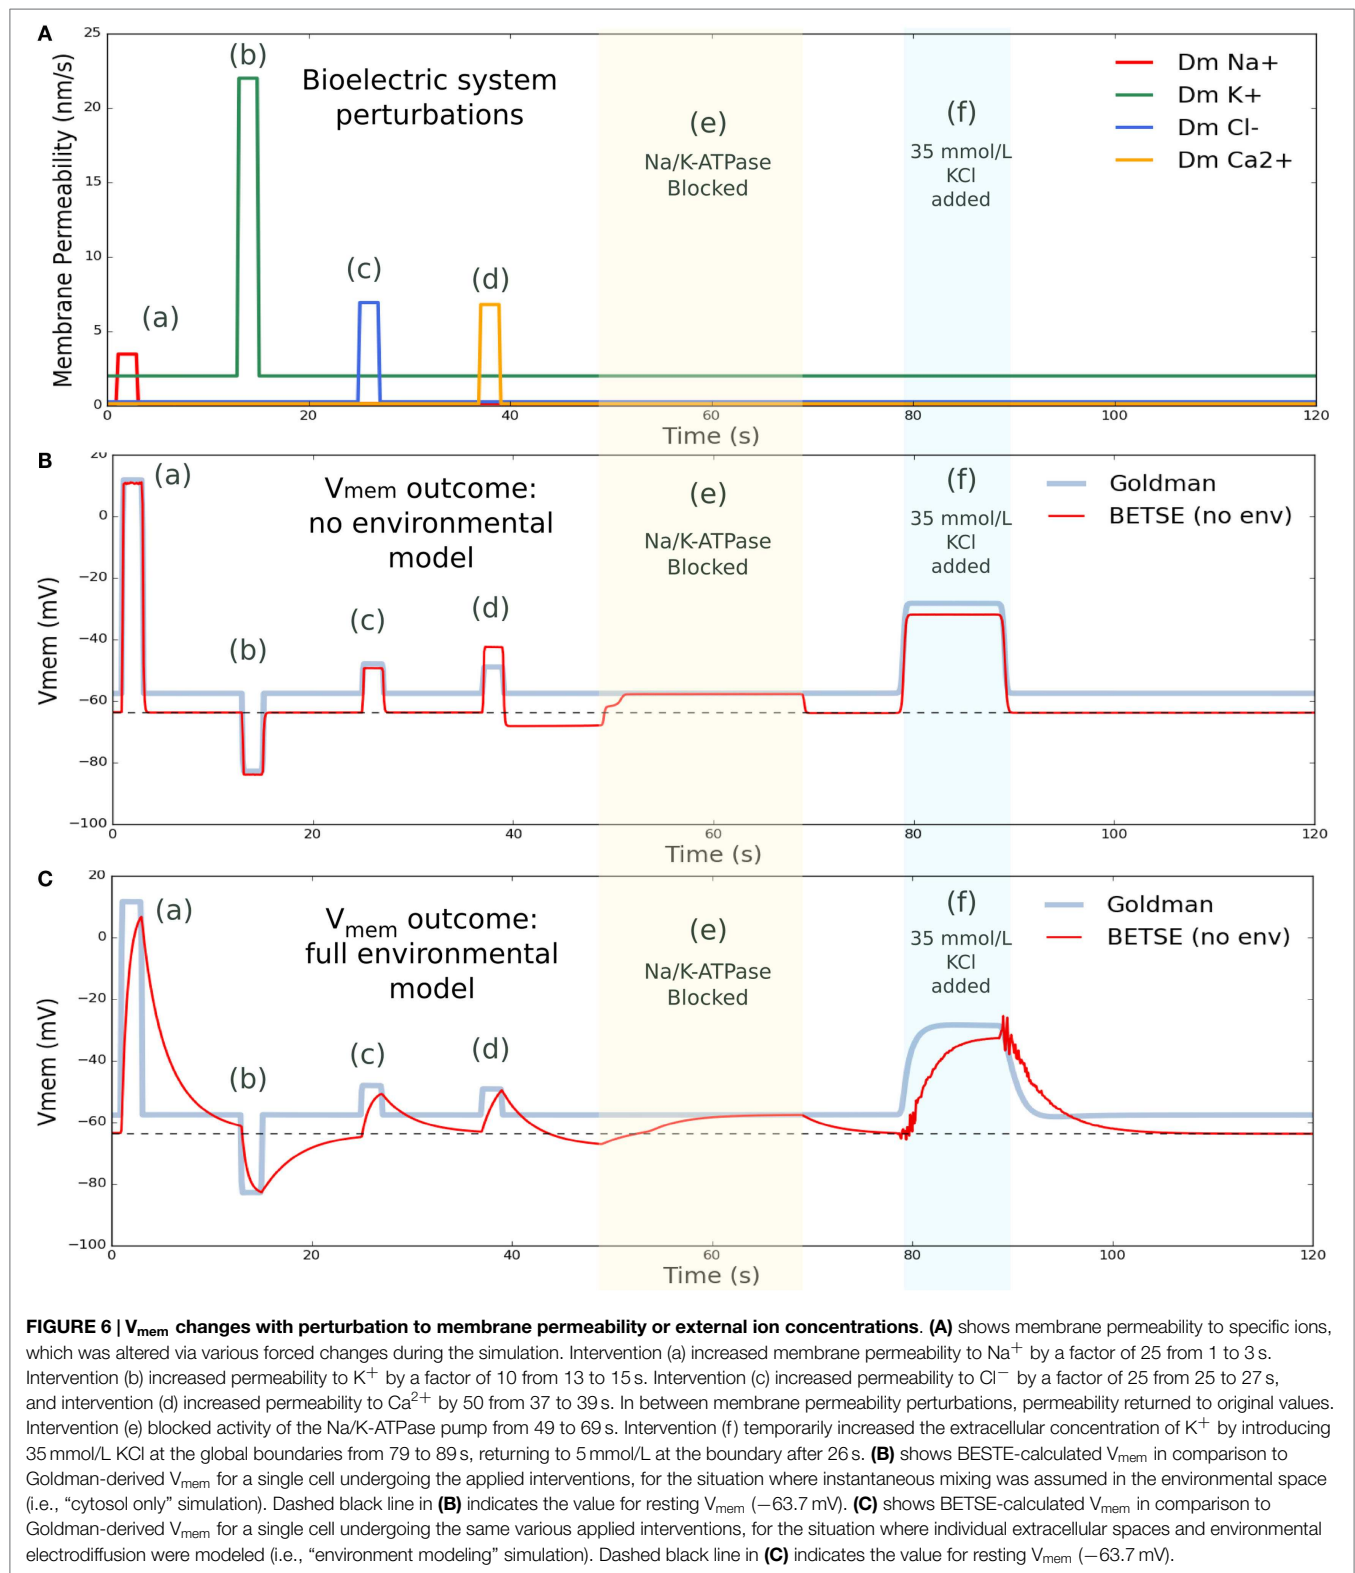 A
25
20
15
10
5
0
Membrane Permeability (nm/s)
Bioelectric system
perturbations
(a)
(b)
(c)
(d)
(e)
Na/K-ATPase
Blocked
(f)
35 mmol/L
KCl
added
Dm Na+
Dm K+
Dm Cl-
Dm Ca2+
0 20 40 60 80 100 120
Time (s)
B
20
0
−20
−40
−60
−80
−100
Vmem (mV)
Vmem outcome:
no environmental
model
(a)
(b)
(c)
(d)
(e)
Na/K-ATPase
Blocked
(f)
35 mmol/L
KCl
added
Goldman
BETSE (no env)
0 20 40 60 80 100 120
Time (s)
C
20
0
−20
−40
−60
−80
−100
Vmem (mV)
Vmem outcome:
full environmental
model
(a)
(b)
(c)
(d)
(e)
Na/K-ATPase
Blocked
(f)
35 mmol/L
KCl
added
Goldman
BETSE (no env)
0 20 40 60 80 100 120
Time (s)
FIGURE 6 | Vmem changes with perturbation to membrane permeability or external ion concentrations. (A) shows membrane permeability to specific ions,
which was altered via various forced changes during the simulation. Intervention (a) increased membrane permeability to Na+ by a factor of 25 from 1 to 3 s.
Intervention (b) increased permeability to K+ by a factor of 10 from 13 to 15 s. Intervention (c) increased permeability to Cl− by a factor of 25 from 25 to 27 s,
and intervention (d) increased permeability to Ca2+ by 50 from 37 to 39 s. In between membrane permeability perturbations, permeability returned to original values.
Intervention (e) blocked activity of the Na/K-ATPase pump from 49 to 69 s. Intervention (f) temporarily increased the extracellular concentration of K+ by introducing
35 mmol/L KCl at the global boundaries from 79 to 89 s, returning to 5 mmol/L at the boundary after 26 s. (B) shows BESTE-calculated Vmem in comparison to
Goldman-derived Vmem for a single cell undergoing the applied interventions, for the situation where instantaneous mixing was assumed in the environmental space
(i.e., “cytosol only” simulation). Dashed black line in (B) indicates the value for resting Vmem (−63.7 mV). (C) shows BETSE-calculated Vmem in comparison to
Goldman-derived Vmem for a single cell undergoing the same various applied interventions, for the situation where individual extracellular spaces and environmental
electrodiffusion were modeled (i.e., “environment modeling” simulation). Dashed black line in (C) indicates the value for resting Vmem (−63.7 mV).